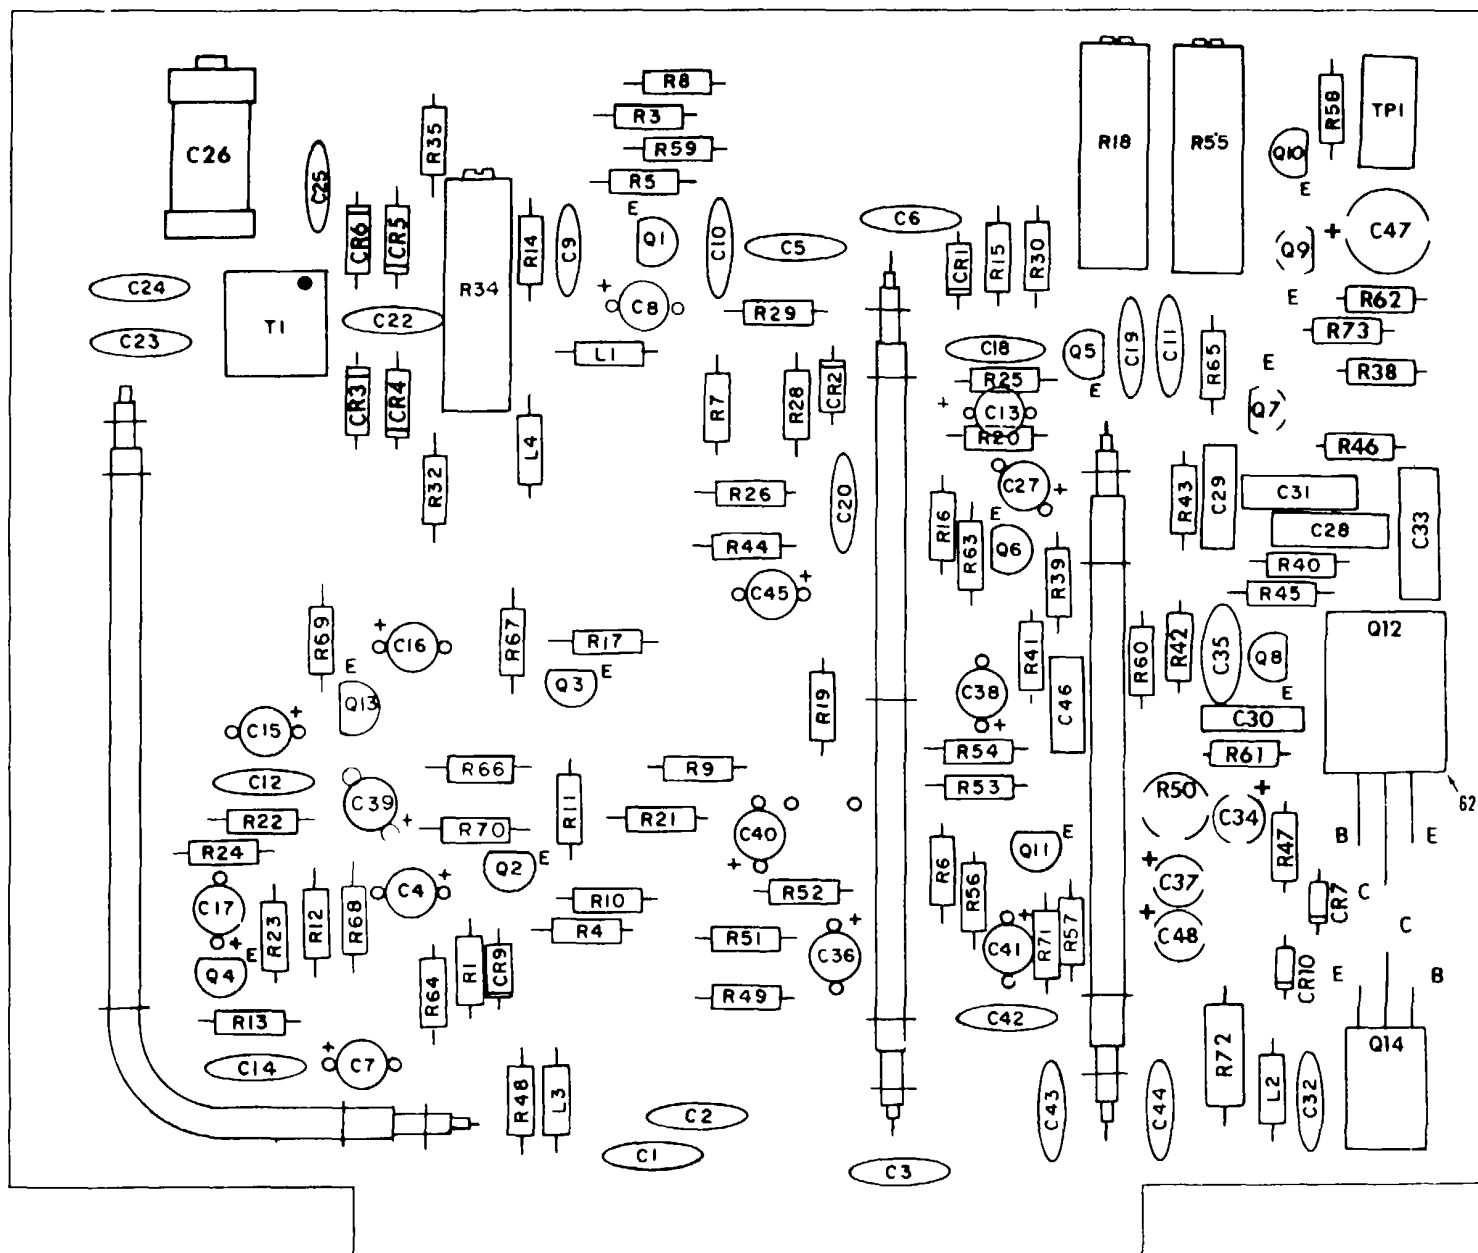 R8
R3
R59
R5
E
Q1
C26
C25
R35
R18
R55
R58
TP1
Q10
E
+
C47
Q9
E
CR6
CR5
R14
C9
C10
C5
C6
CR1
R15
R30
C24
C23
T1
C22
R34
+
C8
L1
R29
R62
R73
R38
C18
R25
+
C13
R20
Q5
E
C19
C11
R65
E
Q7
CR3
CR4
R7
R28
CR2
L4
R32
R26
R44
C20
C45
+
C27
+
R16
R63
E
Q6
R39
R43
C29
R46
C31
C28
C33
R40
R45
R69
+
C16
R67
R17
E
Q3
E
Q13
R19
C38
+
R41
C46
R60
R42
C35
Q8
E
Q12
C30
R61
C15
+
C12
R22
R24
C39
+
R66
R70
R11
R9
R21
C40
+
R54
R53
R50
C34
+
R47
62
B
E
C
Q2
E
C4
+
R10
R4
R52
R51
R49
C36
+
R6
R56
Q11
E
C41
+
R71
R57
+
C37
+
C48
CR7
C
CR10
E
B
C17
+
E
Q4
R23
R12
R68
R64
R1
CR9
R13
C14
+
C7
R48
L3
C2
C1
C3
C42
C43
C44
R72
L2
C32
Q14